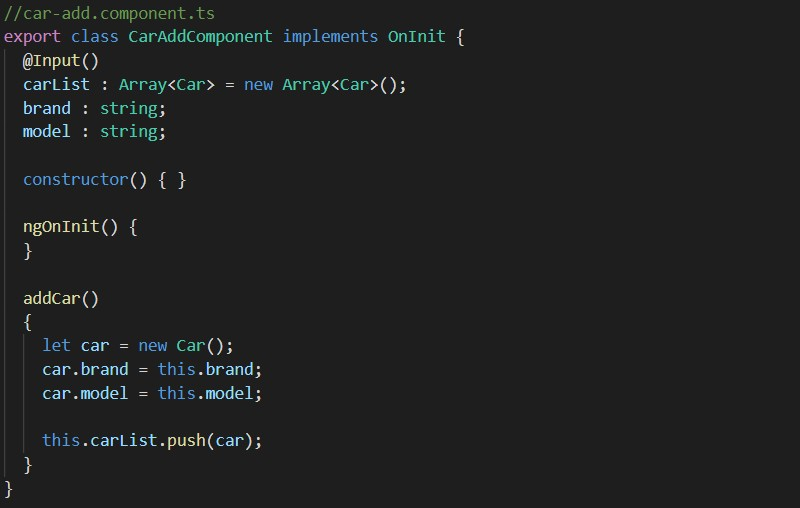 //car-add.component.ts
export class CarAddComponent implements OnInit {
@Input()
carList : Array<Car> = new Array<Car>();
brand : string;
model : string;
constructor() { }
ngOnInit() {
}
addCar()
{
let car = new Car();
car.brand = this.brand;
car.model = this.model;
this.carList.push(car);
}
}